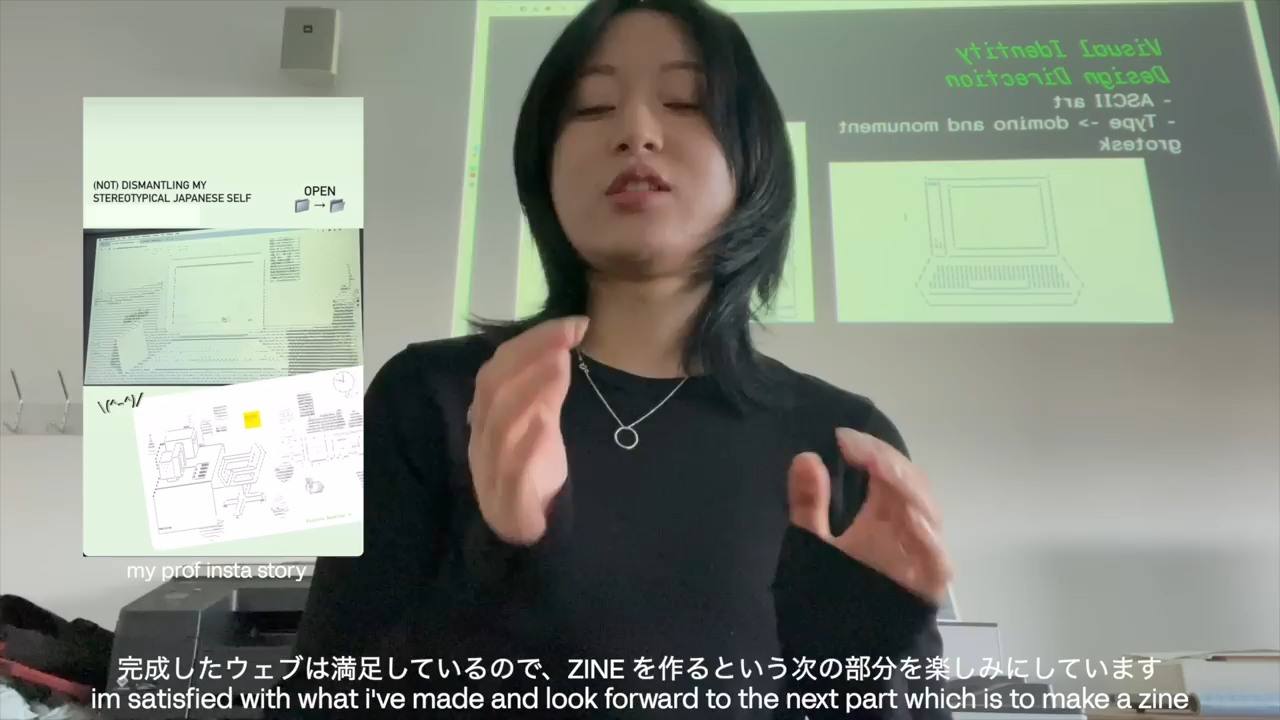 Visual Identity
Design Direction
- ASCII art
- Type -> domino and monument
grotesk
(NOT) DISMANTLING MY
STEREOTYPICAL JAPANESE SELF
OPEN
→
\(^_^)/
my prof insta story
完成したウェブは満足しているので、ZINE を作るという次の部分を楽しみにしています
im satisfied with what i've made and look forward to the next part which is to make a zine